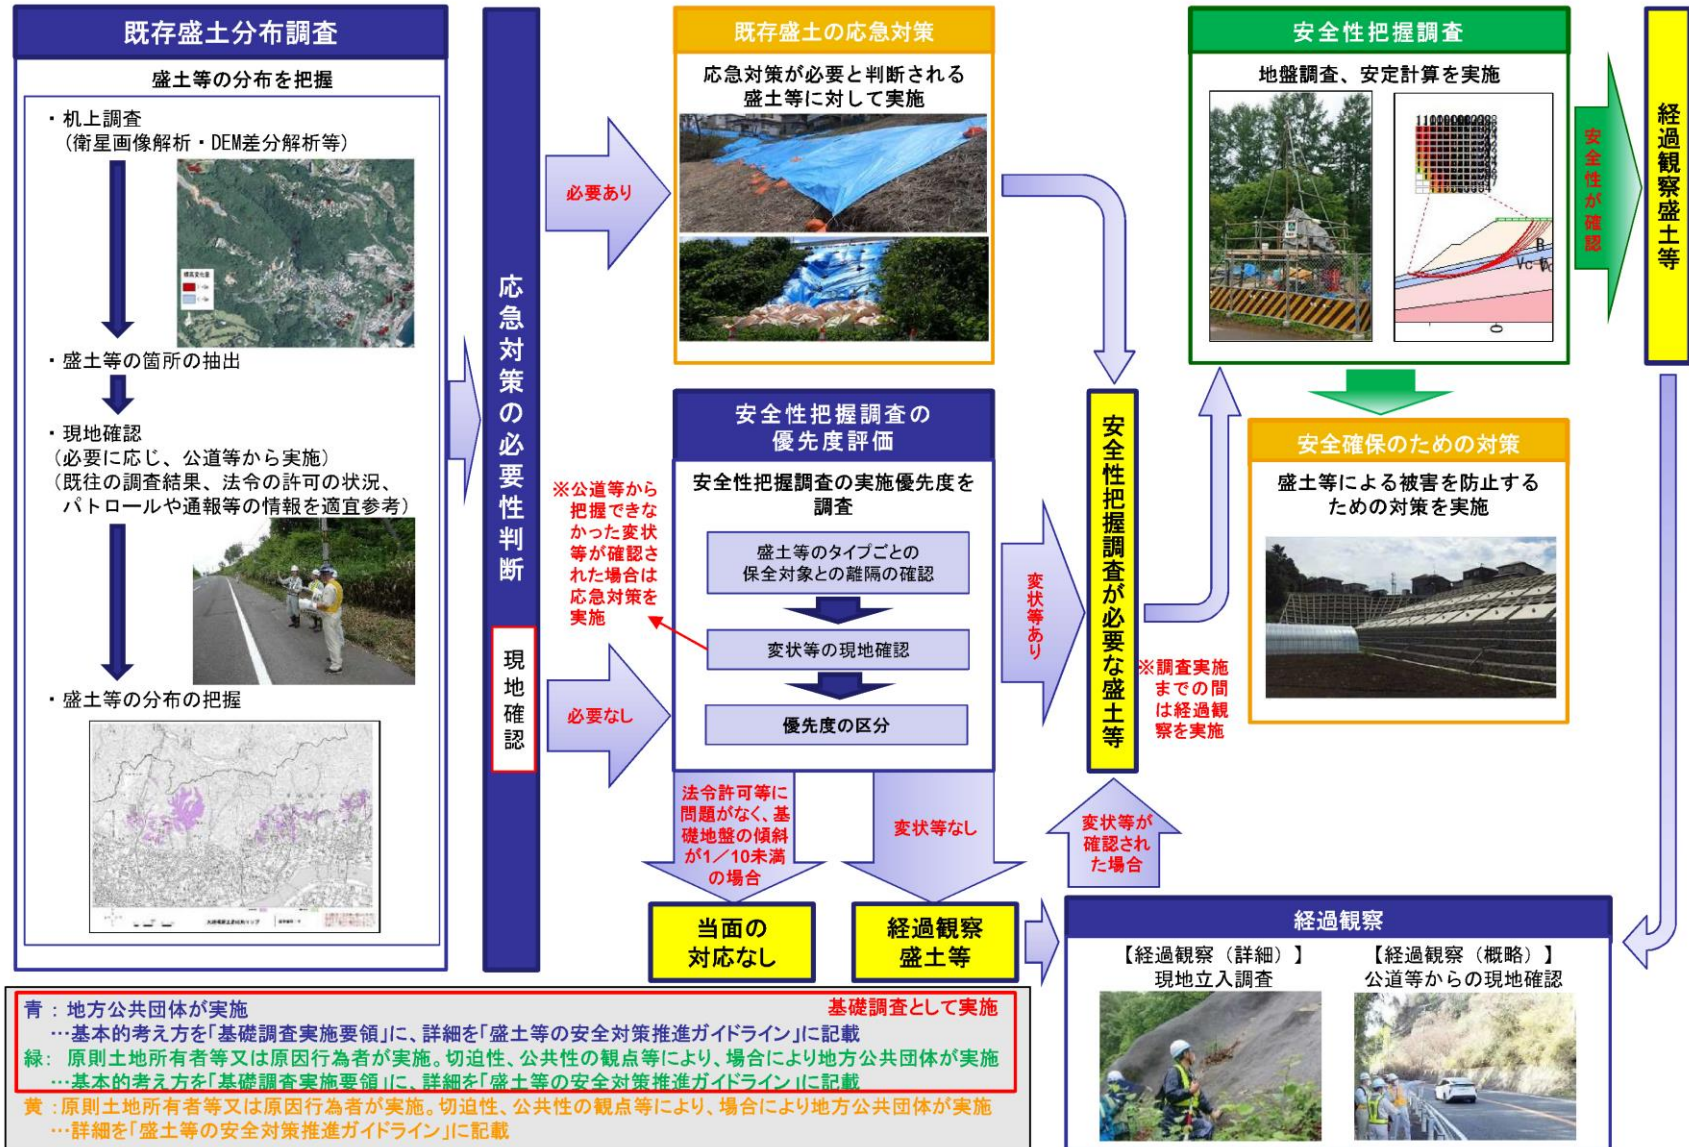 既存盛土分布調査
盛土等の分布を把握
・机上調査
(衛星画像解析・DEM差分解析等)
・盛土等の箇所の抽出
・現地確認
(必要に応じ、公道等から実施)
(既往の調査結果、法令の許可の状況、
パトロールや通報等の情報を適宜参考)
・盛土等の分布の把握
応急対策の必要性判断
現地確認
必要あり
必要なし
既存盛土の応急対策
応急対策が必要と判断される
盛土等に対して実施
※公道等から
把握できな
かった変状
等が確認さ
れた場合は
応急対策を
実施
安全性把握調査の
優先度評価
安全性把握調査の実施優先度を
調査
盛土等のタイプごとの
保全対象との離隔の確認
変状等の現地確認
優先度の区分
変状等あり
法令許可等に
問題がなく、基
礎地盤の傾斜
が1/10未満
の場合
変状等なし
当面の
対応なし
経過観察
盛土等
安全性把握調査が必要な盛土等
※調査実施
までの間
は経過観
察を実施
変状等が
確認され
た場合
安全性把握調査
地盤調査、安定計算を実施
安全性が確認
経過観察盛土等
安全確保のための対策
盛土等による被害を防止する
ための対策を実施
経過観察
【経過観察(詳細)】
現地立入調査
【経過観察(概略)】
公道等からの現地確認
基礎調査として実施
青:地方公共団体が実施
…基本的考え方を「基礎調査実施要領」に、詳細を「盛土等の安全対策推進ガイドライン」に記載
緑: 原則土地所有者等又は原因行為者が実施。切迫性、公共性の観点等により、場合により地方公共団体が実施
…基本的考え方を「基礎調査実施要領」に、詳細を「盛土等の安全対策推進ガイドライン」に記載
黄:原則土地所有者等又は原因行為者が実施。切迫性、公共性の観点等により、場合により地方公共団体が実施
…詳細を「盛土等の安全対策推進ガイドライン」に記載